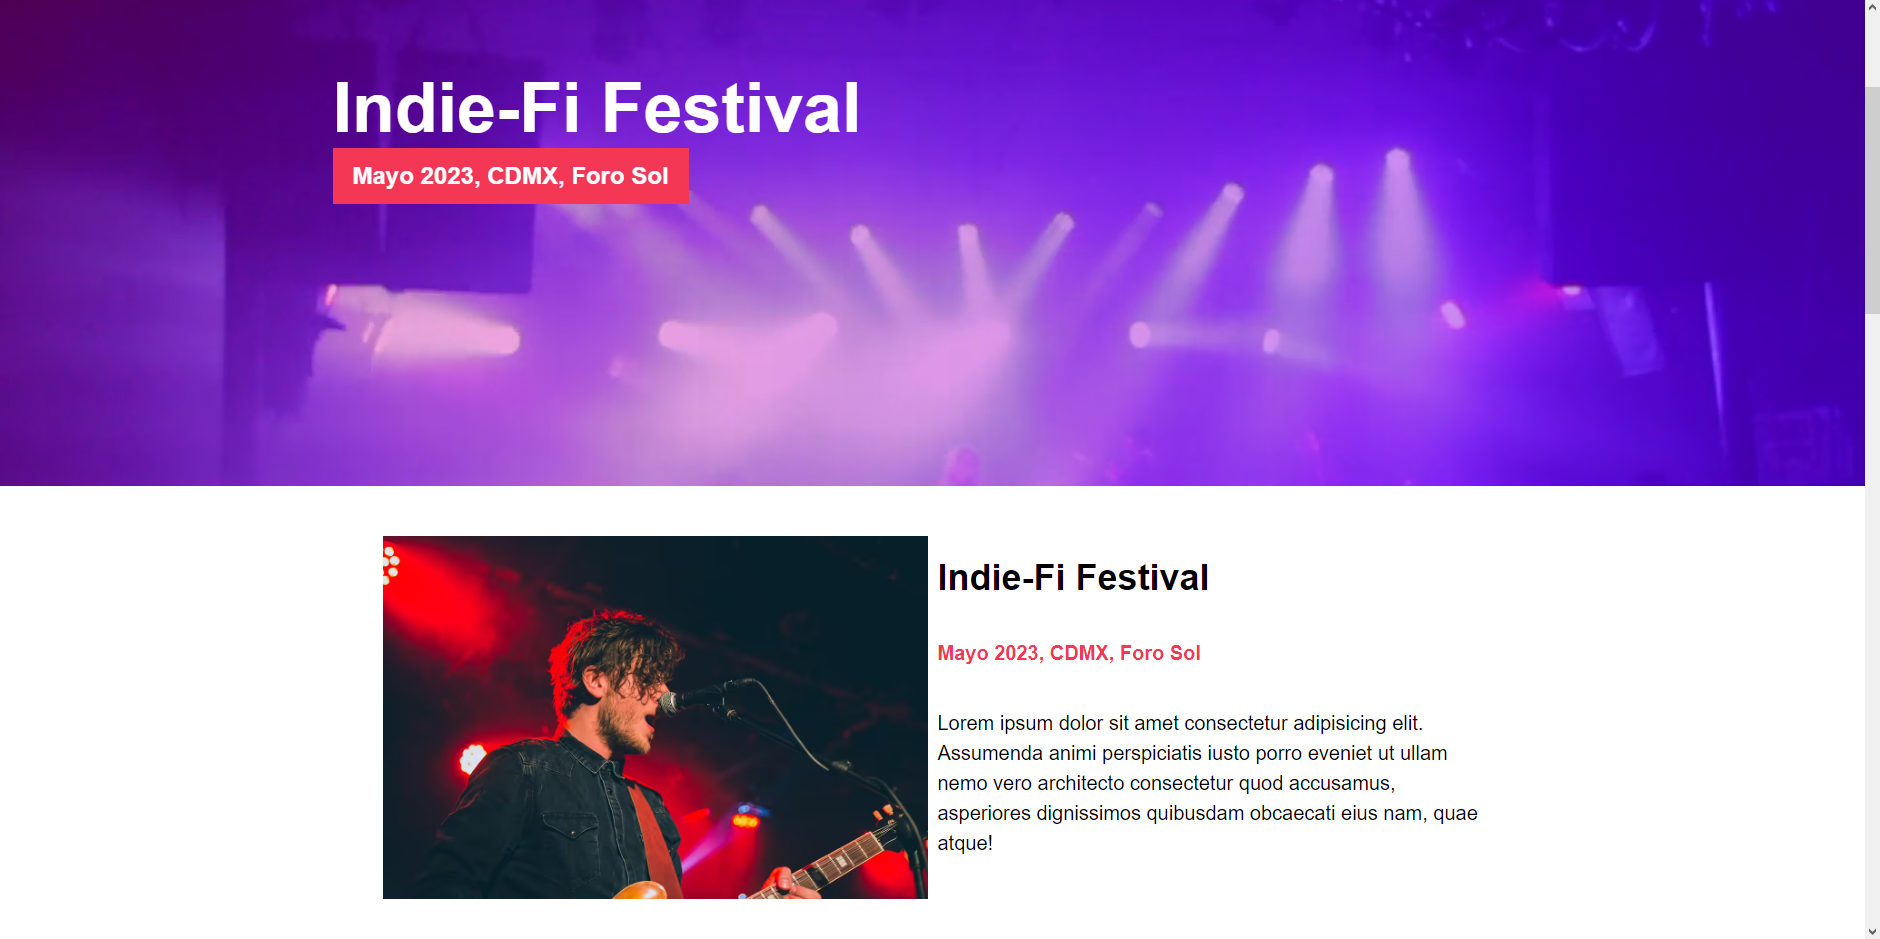 Indie-Fi Festival
Mayo 2023, CDMX, Foro Sol
Indie-Fi Festival
Mayo 2023, CDMX, Foro Sol
Lorem ipsum dolor sit amet consectetur adipisicing elit.
Assumenda animi perspiciatis iusto porro eveniet ut ullam
nemo vero architecto consectetur quod accusamus,
asperiores dignissimos quibusdam obcaecati eius nam, quae
atque!